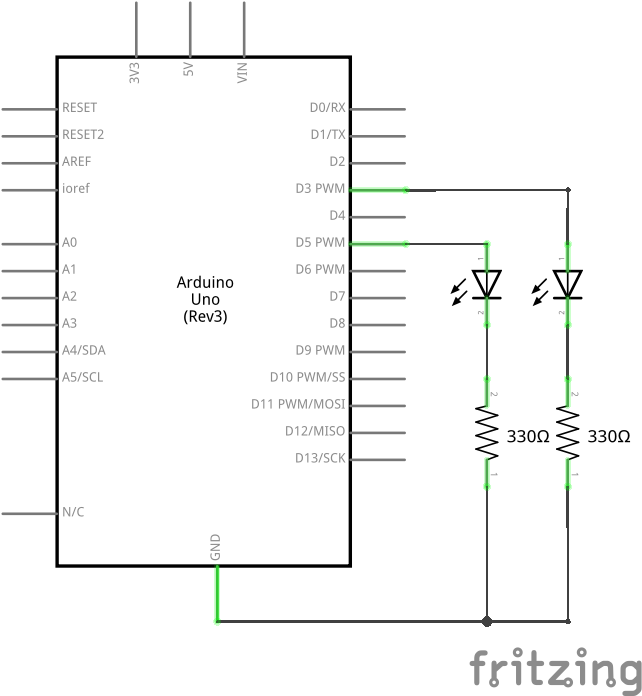 3V3 5V VIN
RESET D0/RX
RESET2 D1/TX
AREF D2
ioref D3 PWM
D4
A0 D5 PWM
A1 D6 PWM
A2 D7
A3 D8
A4/SDA D9 PWM
A5/SCL D10 PWM/SS
D11 PWM/MOSI
D12/MISO
D13/SCK
N/C
GND
Arduino
Uno
(Rev3)
1 1
2 2
2 2
330Ω 330Ω
1 1
fritzing